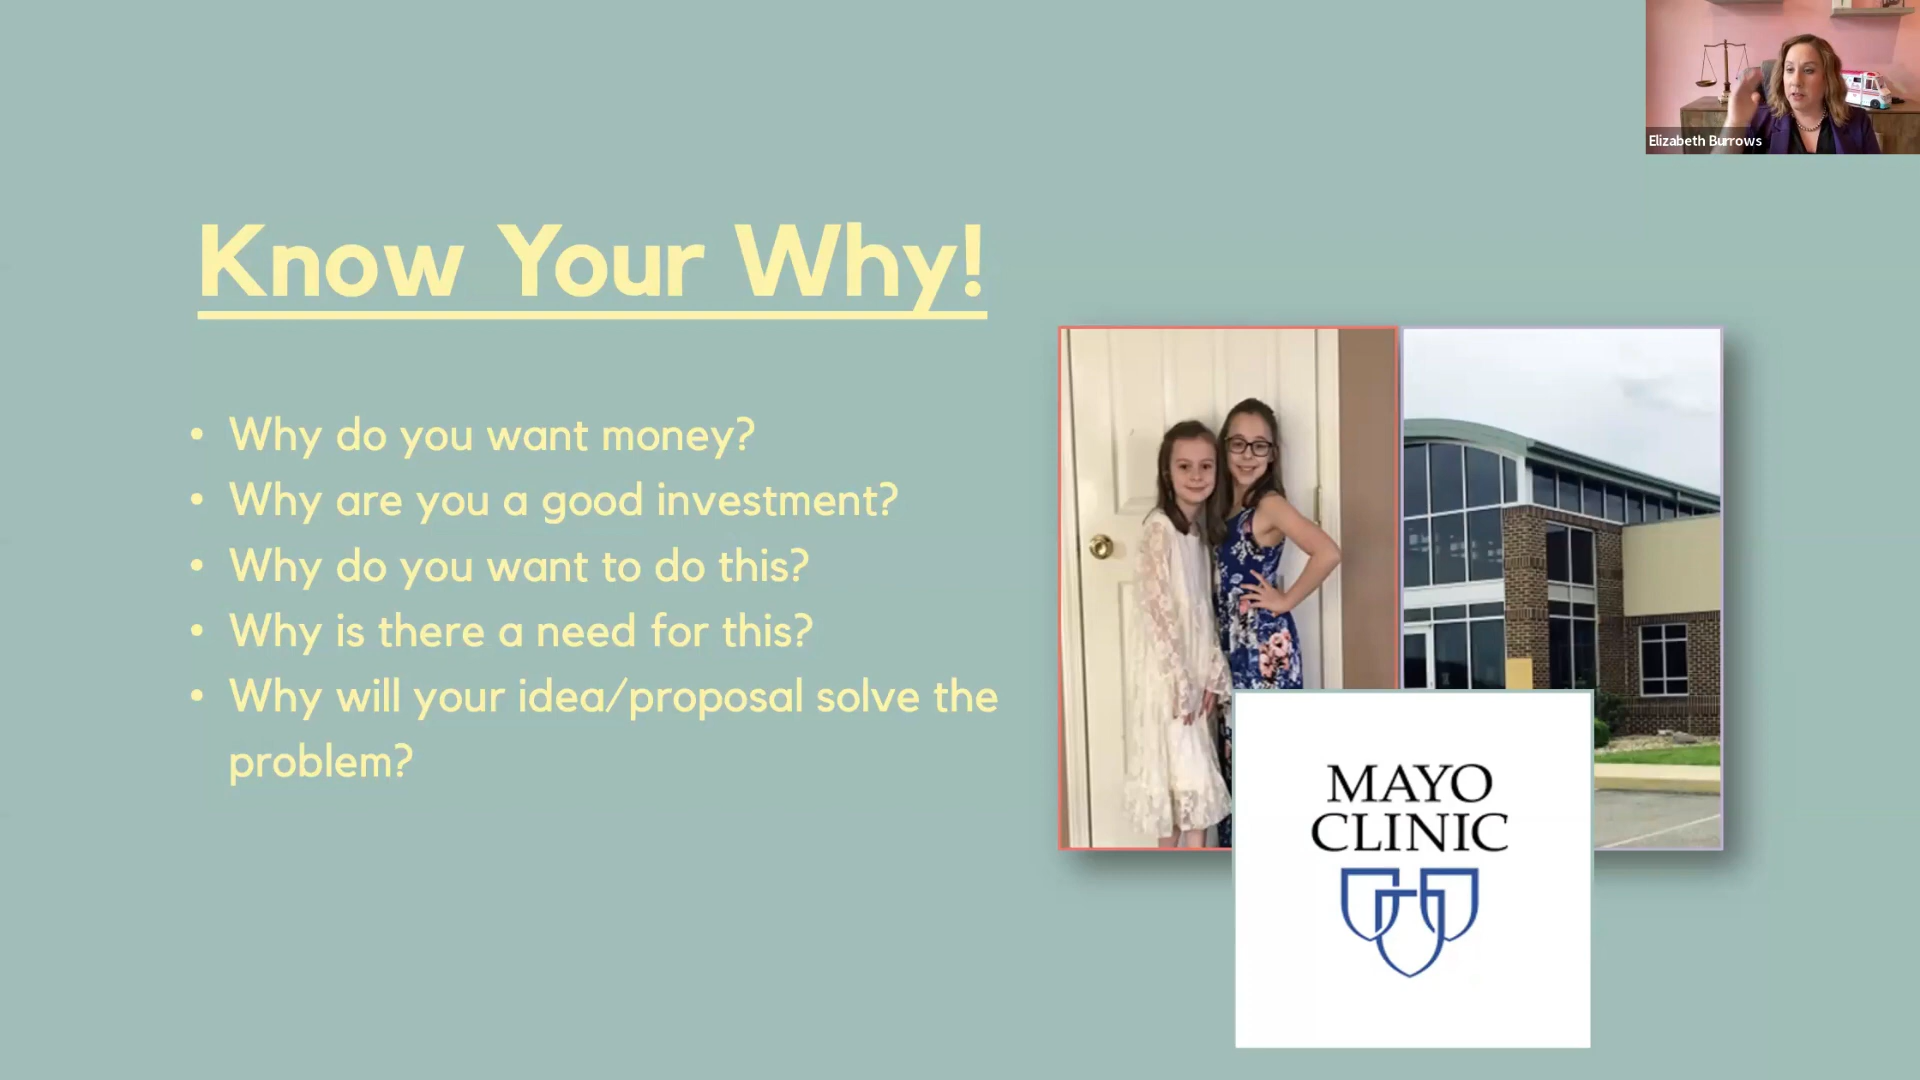 Elizabeth Burrows
Know Your Why!
• Why do you want money?
• Why are you a good investment?
• Why do you want to do this?
• Why is there a need for this?
• Why will your idea/proposal solve the
problem?
MAYO
CLINIC